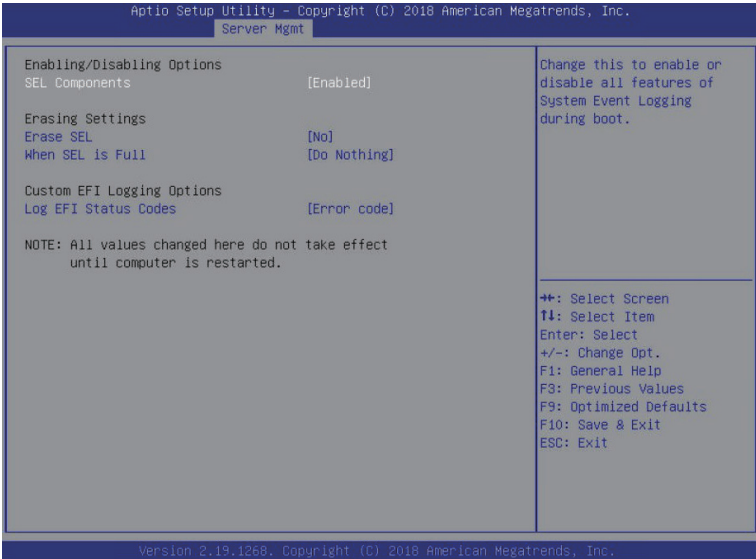 Aptio Setup Utility – Copyright (C) 2018 American Megatrends, Inc.
Server Mgmt
Enabling/Disabling Options
SEL Components [Enabled]
Erasing Settings
Erase SEL [No]
When SEL is Full [Do Nothing]
Custom EFI Logging Options
Log EFI Status Codes [Error code]
NOTE: All values changed here do not take effect
until computer is restarted.
Change this to enable or
disable all features of
System Event Logging
during boot.
→←: Select Screen
↑↓: Select Item
Enter: Select
+/-: Change Opt.
F1: General Help
F3: Previous Values
F9: Optimized Defaults
F10: Save & Exit
ESC: Exit
Version 2.19.1268. Copyright (C) 2018 American Megatrends, Inc.